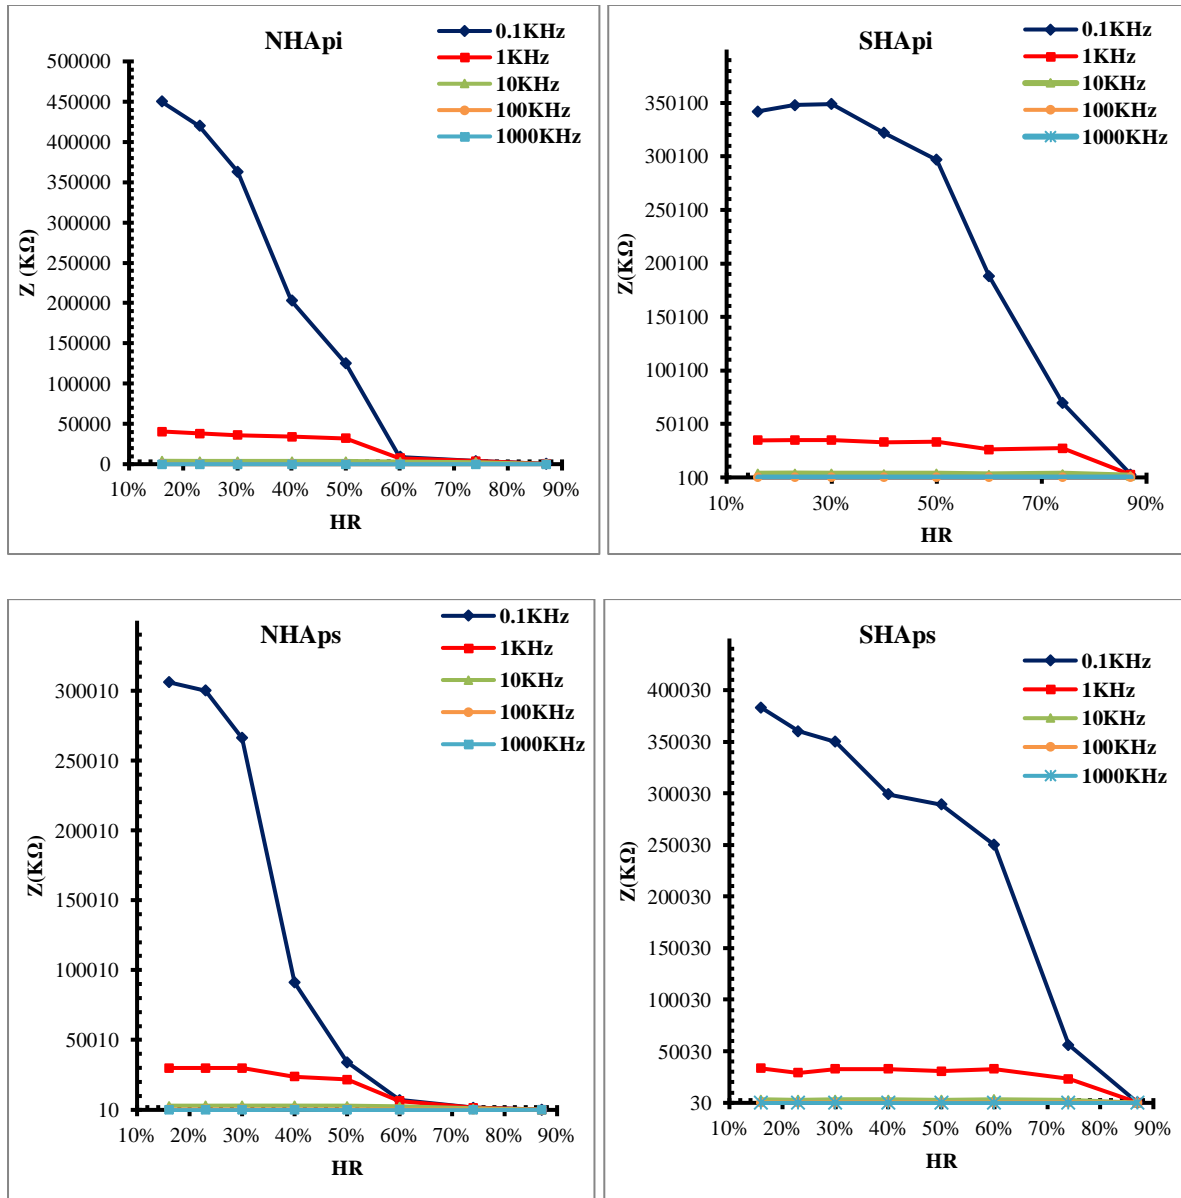 NHApi
0.1KHz
1KHz
10KHz
100KHz
1000KHz
500000
450000
400000
350000
300000
250000
200000
150000
100000
50000
0
Z (KΩ)
10% 20% 30% 40% 50% 60% 70% 80% 90%
HR
SHApi
0.1KHz
1KHz
10KHz
100KHz
1000KHz
350100
300100
250100
200100
150100
100100
50100
100
Z(KΩ)
10% 30% 50% 70% 90%
HR
NHAps
0.1KHz
1KHz
10KHz
100KHz
1000KHz
300010
250010
200010
150010
100010
50010
10
Z(KΩ)
10% 20% 30% 40% 50% 60% 70% 80% 90%
HR
SHAps
0.1KHz
1KHz
10KHz
100KHz
1000KHz
400030
350030
300030
250030
200030
150030
100030
50030
30
Z(KΩ)
10% 20% 30% 40% 50% 60% 70% 80% 90%
HR